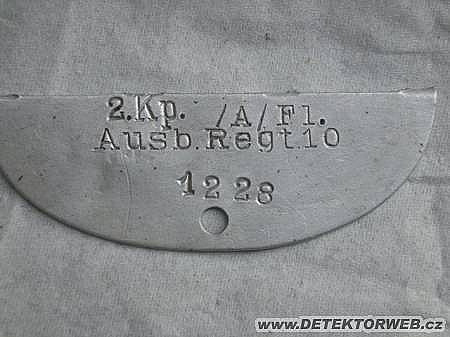 2.Kp. /A/Fl.
Ausb.Regt.10
1228
www.DETEKTORWEB.cz